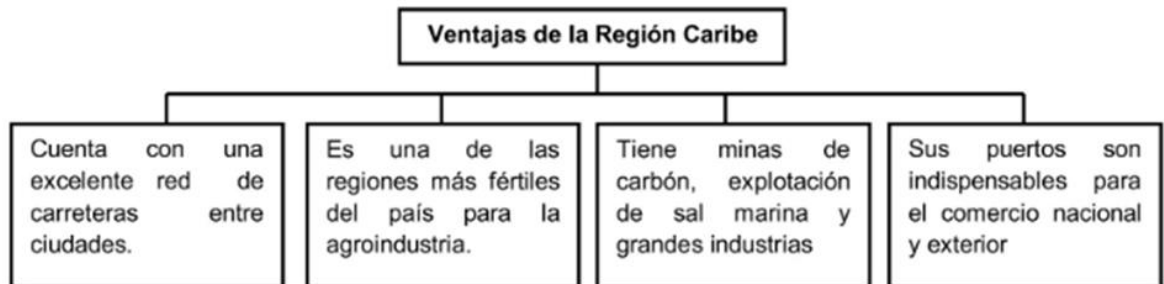 Ventajas de la Región Caribe
Cuenta con una
excelente red de
carreteras entre
ciudades.
Es una de las
regiones más fértiles
del país para la
agroindustria.
Tiene minas de
carbón, explotación
de sal marina y
grandes industrias
Sus puertos son
indispensables para
el comercio nacional
y exterior